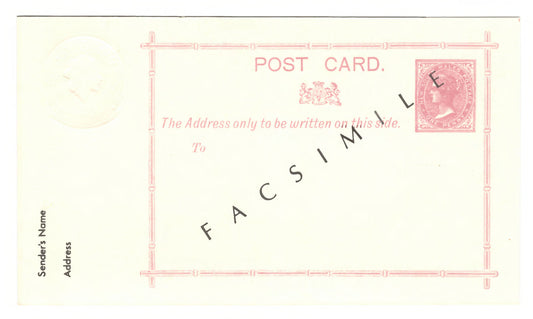 POST CARD.
The Address only to be written on this side.
To
FACSIMILE
Sender's Name
Address